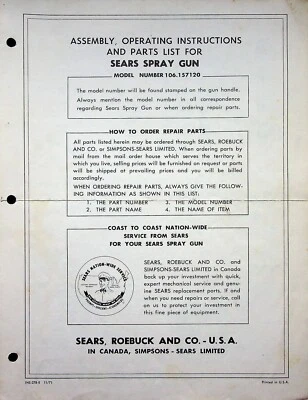 ASSEMBLY, OPERATING INSTRUCTIONS
AND PARTS LIST FOR
SEARS SPRAY GUN
MODEL NUMBER 106.157120
The model number will be found stamped on the gun handle.
Always mention the model number in all correspondence
regarding Sears Spray Gun or when ordering repair parts.
HOW TO ORDER REPAIR PARTS
All parts listed herein may be ordered through SEARS, ROEBUCK
AND CO. or SIMPSONS-SEARS LIMITED. When ordering parts by
mail from the mail order house which serves the territory in
which you live, selling prices will be furnished on request or parts
will be shipped at prevailing prices and you will be billed
accordingly.
WHEN ORDERING REPAIR PARTS, ALWAYS GIVE THE FOLLOW-
ING INFORMATION AS SHOWN IN THIS LIST:
1. THE PART NUMBER 3. THE MODEL NUMBER
2. THE PART NAME 4. THE NAME OF ITEM
COAST TO COAST NATION-WIDE
SERVICE FROM SEARS
FOR YOUR SEARS SPRAY GUN
SEARS NATION-WIDE SERVICE
SEARS, ROEBUCK AND CO. and
SIMPSONS-SEARS LIMITED in Canada
back up your investment with quick,
expert mechanical service and genuine
SEARS replacement parts. If and
when you need repairs or service, call
on us to protect your investment in
this fine piece of equipment.
SEARS, ROEBUCK AND CO. - U.S.A.
IN CANADA, SIMPSONS - SEARS LIMITED
Printed in U.S.A.